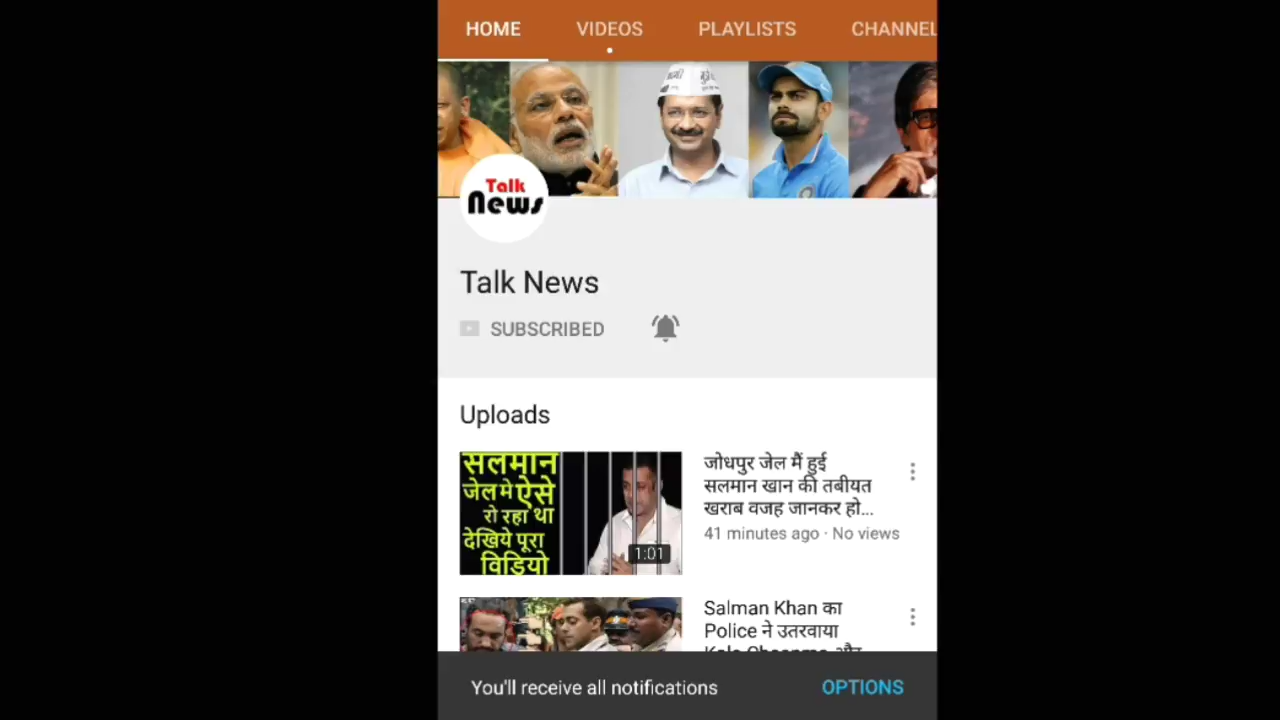 HOME VIDEOS PLAYLISTS CHANNEL
Talk
News
Talk News
SUBSCRIBED
Uploads
सलमान
जेल मे ऐसे
रो रहा था
देखिये पूरा
विडियो
1:01
जोधपुर जेल मैं हुई
सलमान खान की तबीयत
खराब वजह जानकर हो...
41 minutes ago · No views
Salman Khan का
Police ने उतरवाया
You'll receive all notifications OPTIONS